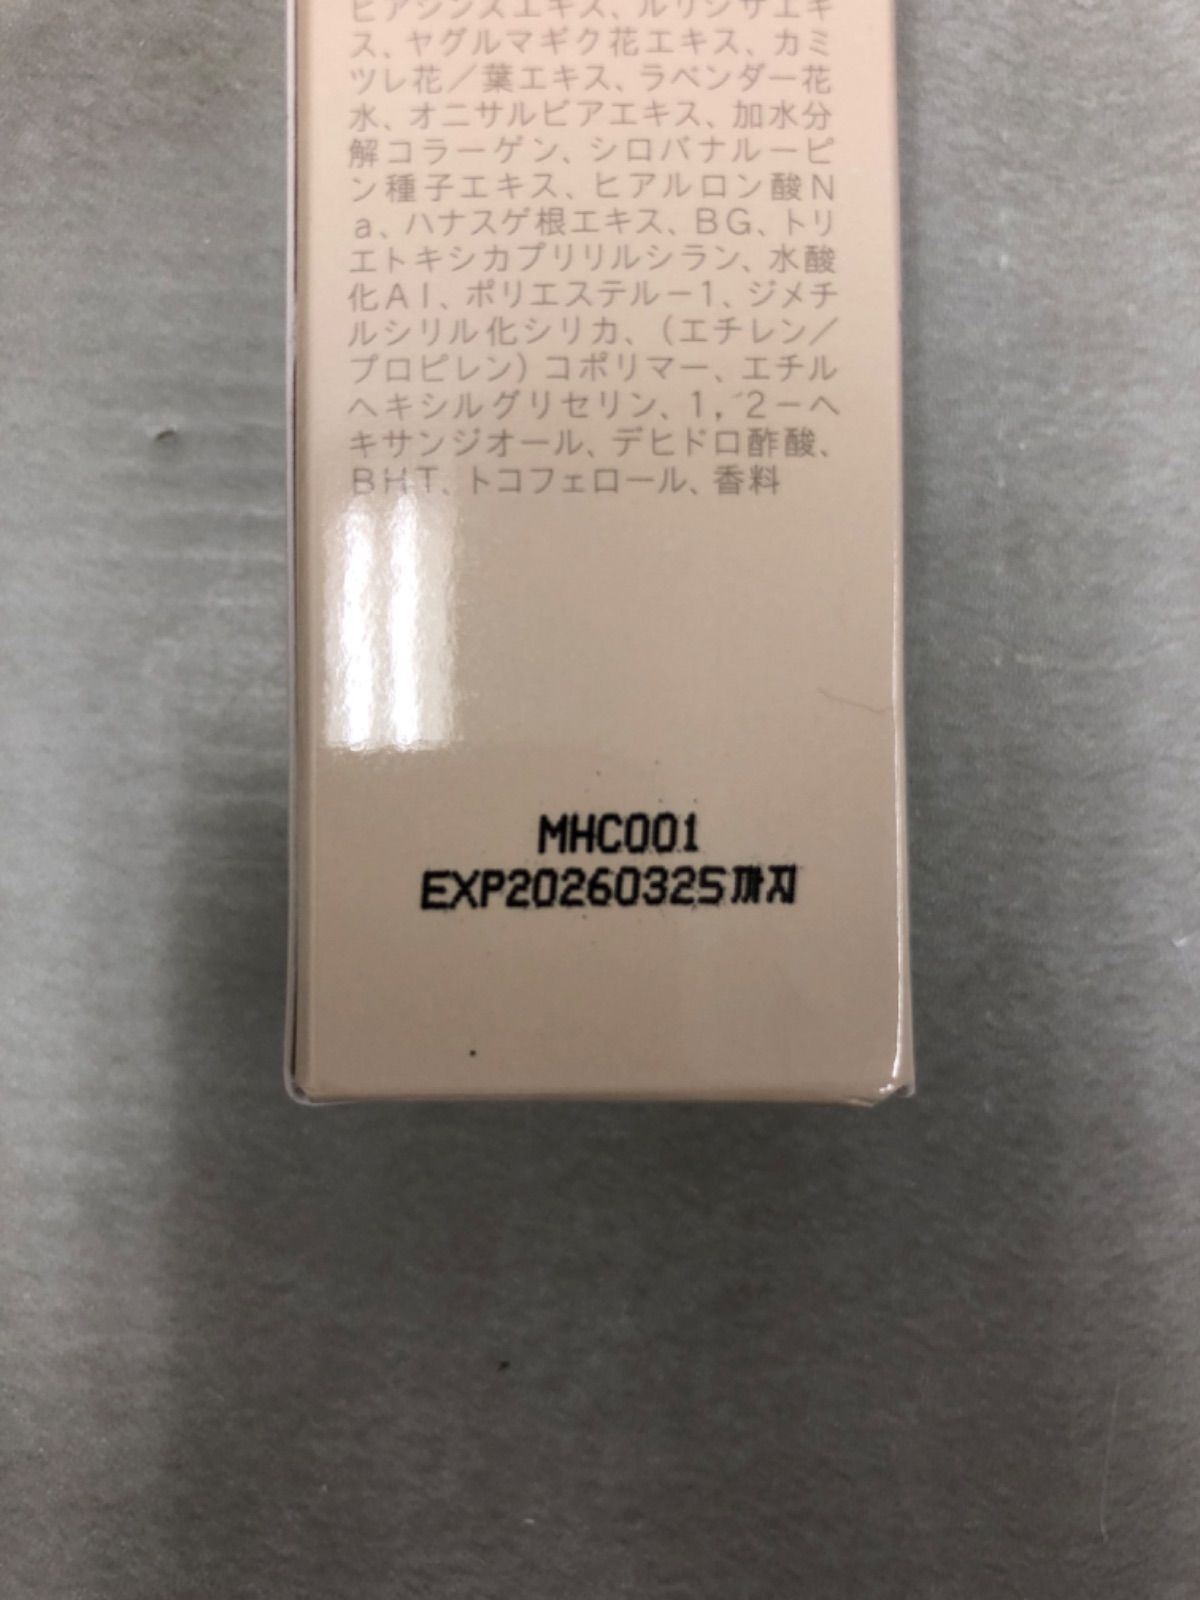 ヒアシンスエキス、ルリジサエキ
ス、ヤグルマギク花エキス、カミ
ツレ花／葉エキス、ラベンダー花
水、オニサルビアエキス、加水分
解コラーゲン、シロバナルーピ
ン種子エキス、ヒアルロン酸N
a、ハナスゲ根エキス、BG、トリ
エトキシカプリリルシラン、水酸
化Al、ポリエステルー1、ジメチ
ルシリル化シリカ、（エチレン／
プロピレン）コポリマー、エチル
ヘキシルグリセリン、1，2－ヘ
キサンジオール、デヒドロ酢酸、
BHT、トコフェロール、香料
MHC001
EXP20260325까지